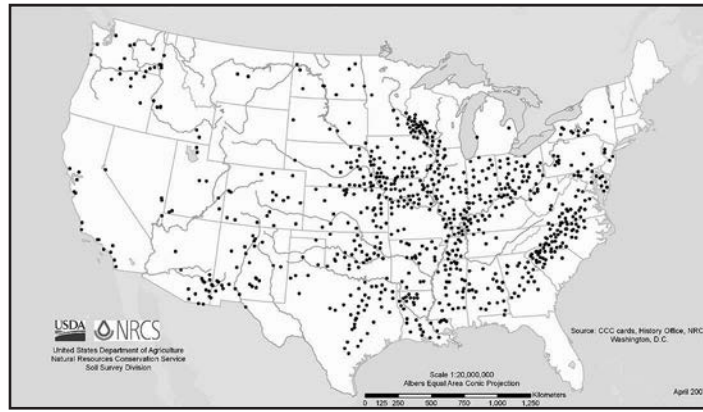 USDA NRCS
United States Department of Agriculture
Natural Resources Conservation Service
Soil Survey Division
Source: CCC cards, History Office, NRC
Washington, D.C.
Scale 1:20,000,000
Albers Equal Area Conic Projection
Kilometers
0 125 250 500 750 1,000 1,250
April 200